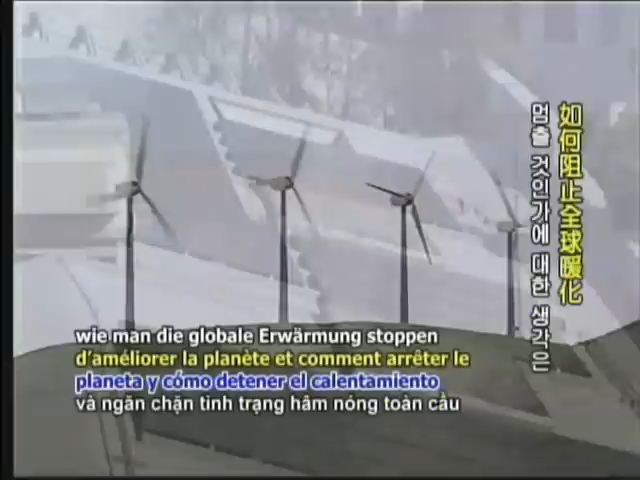 如何阻止全球暖化
멈출 것인가에 대한 생각은
wie man die globale Erwärmung stoppen
d'améliorer la planète et comment arrêter le
planeta y cómo detener el calentamiento
và ngăn chặn tình trạng hâm nóng toàn cầu